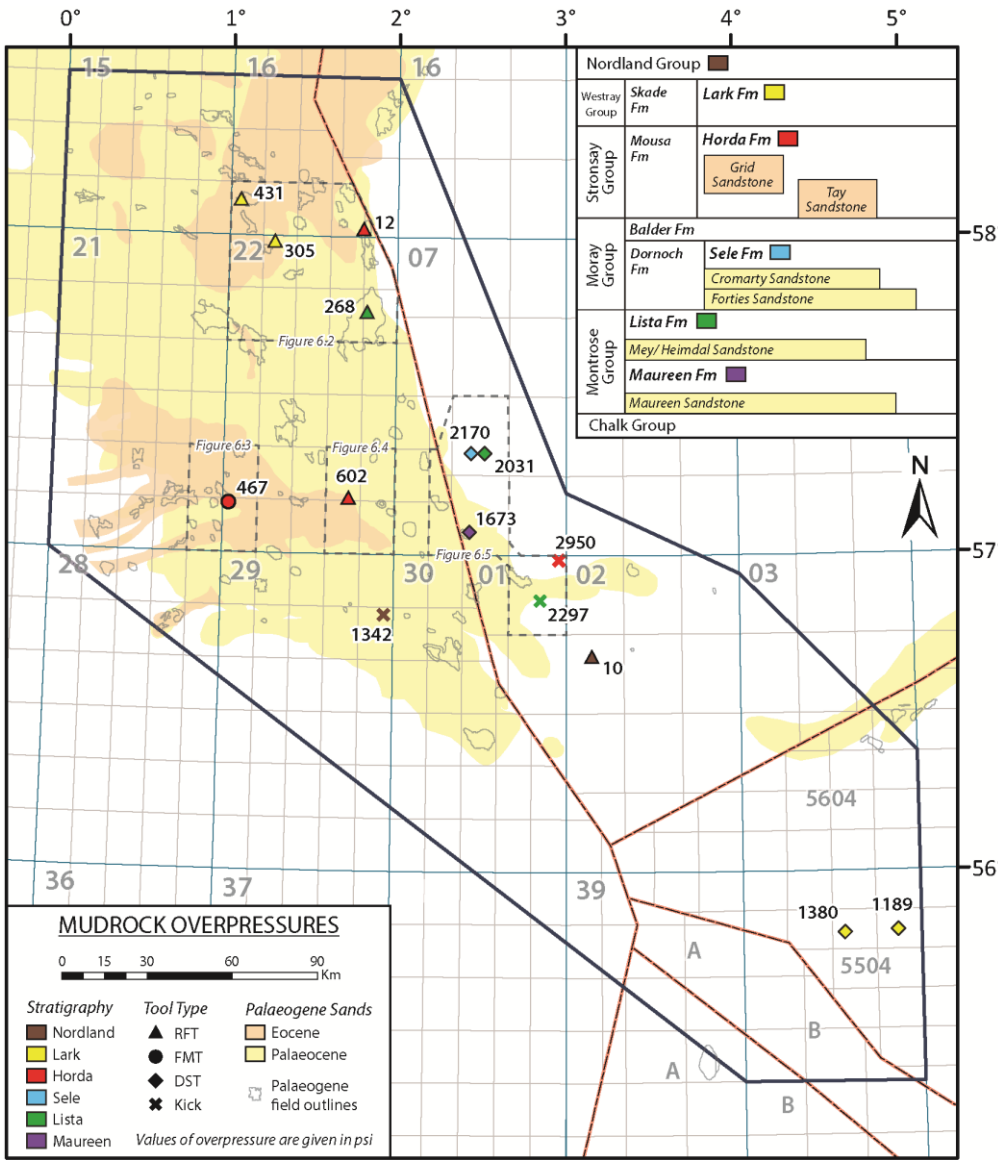 0° 1° 2° 3° 4° 5°
15 16 16
Nordland Group
Westray Group
Skade Fm
Lark Fm
Stronsay Group
Mousa Fm
Horda Fm
Grid Sandstone
Tay Sandstone
Balder Fm
Moray Group
Dornoch Fm
Sele Fm
Cromarty Sandstone
Forties Sandstone
Montrose Group
Lista Fm
Mey/ Heimdal Sandstone
Maureen Fm
Maureen Sandstone
Chalk Group
431
12
58
21 22 305 07
268
Figure 6.2
N
Figure 6.3 Figure 6.4
2170
2031
467 602
1673
2950
57
Figure 6.5
28 29 30 01 02 03
1342
2297
10
5604
56
36 37 39
1380 1189
A
5504
B
A
B
MUDROCK OVERPRESSURES
0 15 30 60 90
Km
Stratigraphy
Nordland
Lark
Horda
Sele
Lista
Maureen
Tool Type
RFT
FMT
DST
Kick
Palaeogene Sands
Eocene
Palaeocene
Palaeogene
field outlines
Values of overpressure are given in psi